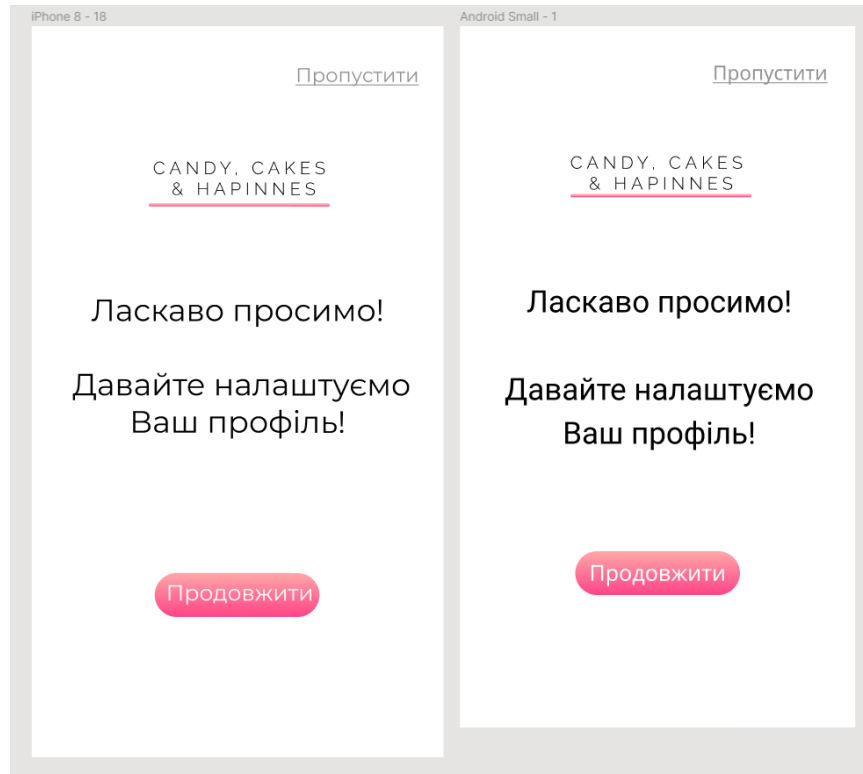 iPhone 8 - 18
Пропустити
CANDY, CAKES
& HAPINNES
Ласкаво просимо!
Давайте налаштуємо
Ваш профіль!
Продовжити
Android Small - 1
Пропустити
CANDY, CAKES
& HAPINNES
Ласкаво просимо!
Давайте налаштуємо
Ваш профіль!
Продовжити